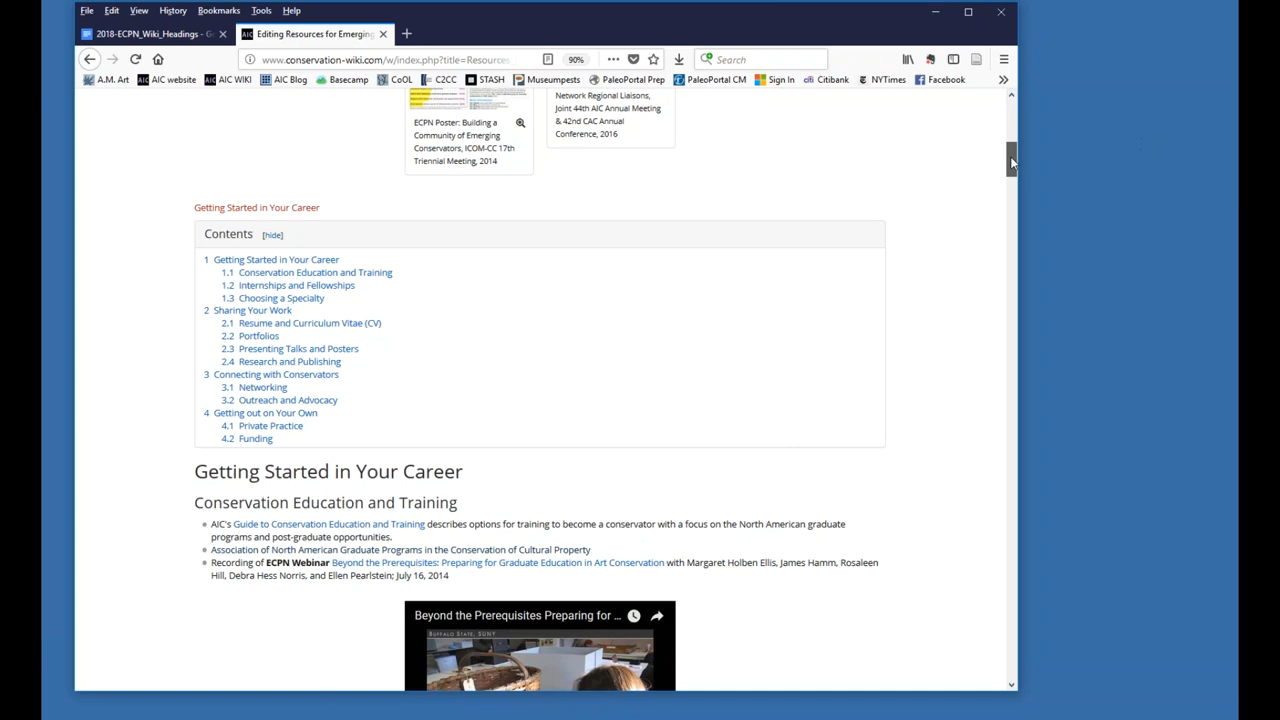 File Edit View History Bookmarks Tools Help
2018-ECPN_Wiki_Headings - G
AIC Editing Resources for Emerging
www.conservation-wiki.com/w/index.php?title=Resources
90%
Search
A.M. Art AIC AIC website AIC AIC WIKI AIC Blog Basecamp CoOL C2CC STASH Museumpests PaleoPortal Prep PaleoPortal CM Sign In Citibank NYTimes Facebook
ECPN Poster: Building a
Community of Emerging
Conservators, ICOM-CC 17th
Triennial Meeting, 2014
Network Regional Liaisons,
Joint 44th AIC Annual Meeting
& 42nd CAC Annual
Conference, 2016
Getting Started in Your Career
Contents [hide]
1 Getting Started in Your Career
1.1 Conservation Education and Training
1.2 Internships and Fellowships
1.3 Choosing a Specialty
2 Sharing Your Work
2.1 Resume and Curriculum Vitae (CV)
2.2 Portfolios
2.3 Presenting Talks and Posters
2.4 Research and Publishing
3 Connecting with Conservators
3.1 Networking
3.2 Outreach and Advocacy
4 Getting out on Your Own
4.1 Private Practice
4.2 Funding
Getting Started in Your Career
Conservation Education and Training
AIC's Guide to Conservation Education and Training describes options for training to become a conservator with a focus on the North American graduate
programs and post-graduate opportunities.
Association of North American Graduate Programs in the Conservation of Cultural Property
Recording of ECPN Webinar Beyond the Prerequisites: Preparing for Graduate Education in Art Conservation with Margaret Holben Ellis, James Hamm, Rosaleen
Hill, Debra Hess Norris, and Ellen Pearlstein; July 16, 2014
Beyond the Prerequisites Preparing for ...
BUFFALO STATE, SUNY